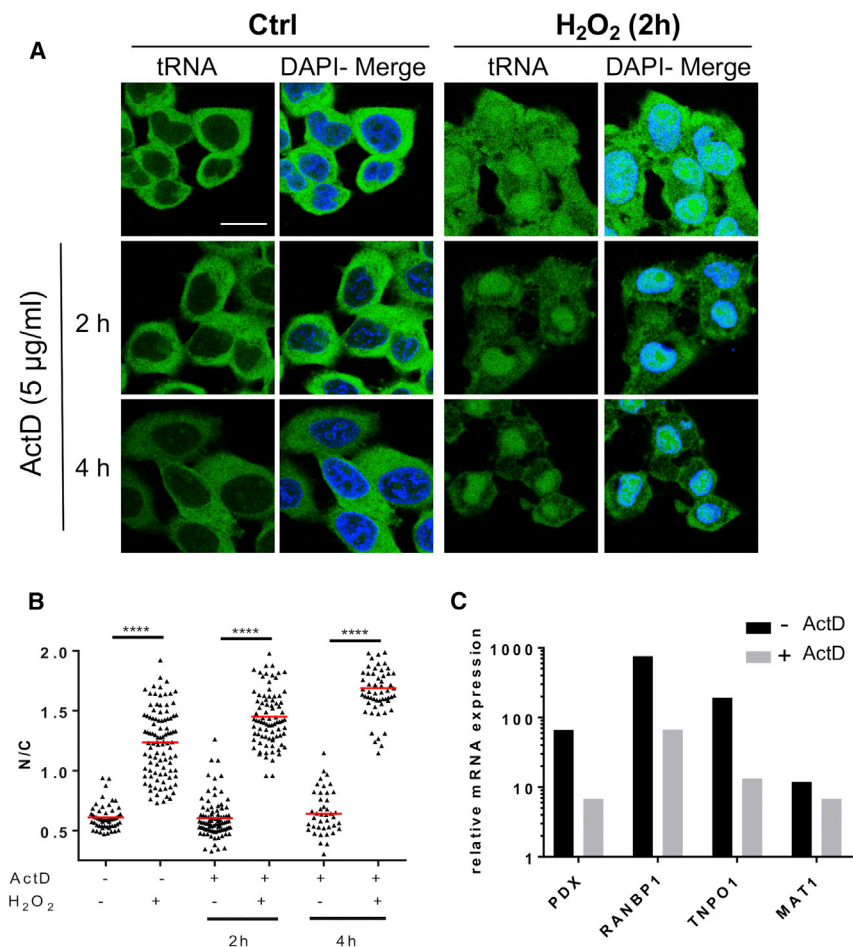 A
Ctrl
H₂O₂ (2h)
tRNA
DAPI- Merge
tRNA
DAPI- Merge
ActD (5 µg/ml)
2 h
4 h
B
N/C
2.0
1.5
1.0
0.5
****
****
****
ActD - - + + + +
H₂O₂ - + - + - +
2h
4h
C
- ActD
+ ActD
relative mRNA expression
1000
100
10
1
PDX
RANBP1
TNPO1
MAT1